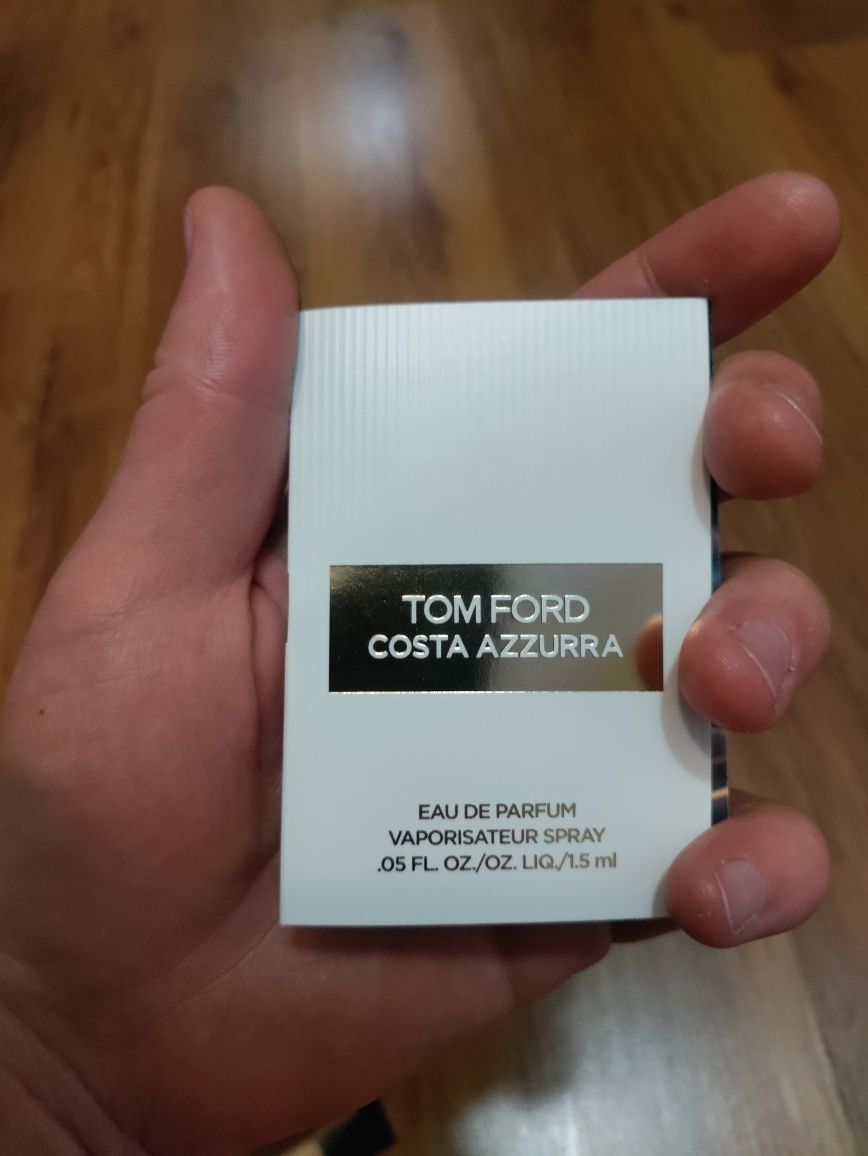 TOM FORD
COSTA AZZURRA
EAU DE PARFUM
VAPORISATEUR SPRAY
.05 FL. OZ./OZ. LIQ./1.5 ml